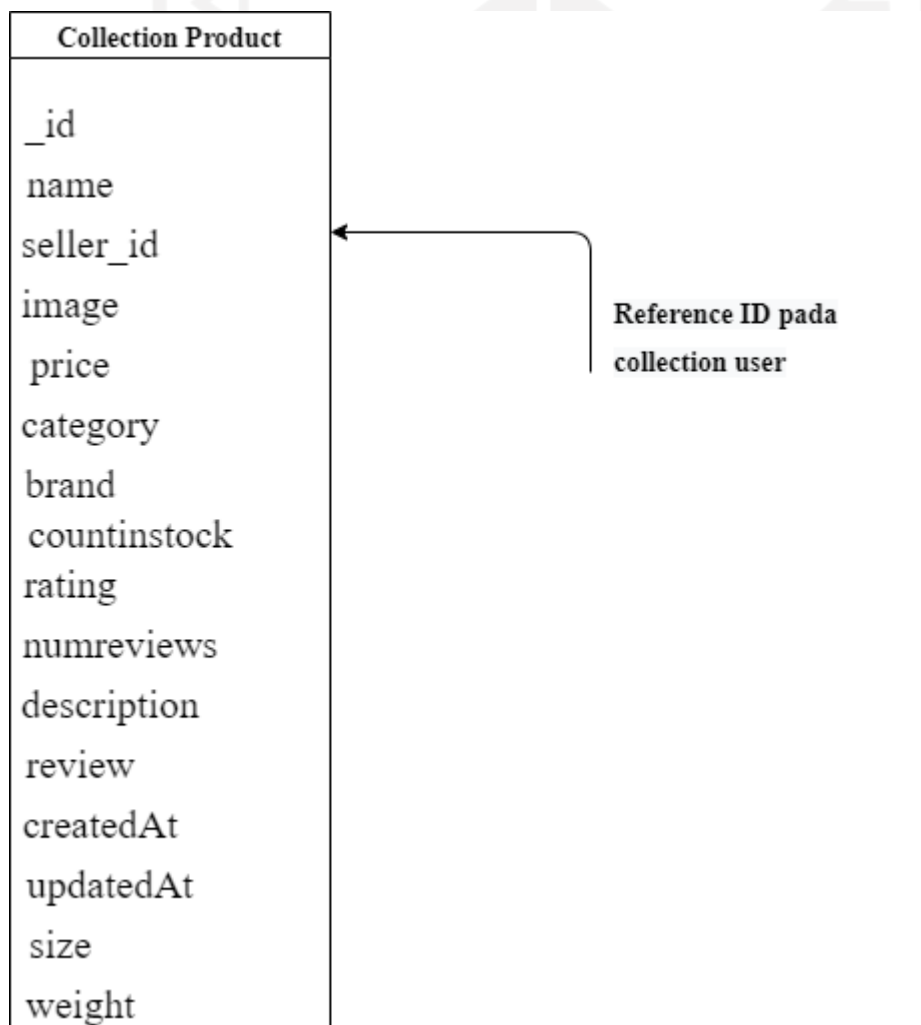 Collection Product
_id
name
seller_id
image
price
category
brand
countinstock
rating
numreviews
description
review
createdAt
updatedAt
size
weight
Reference ID pada
collection user